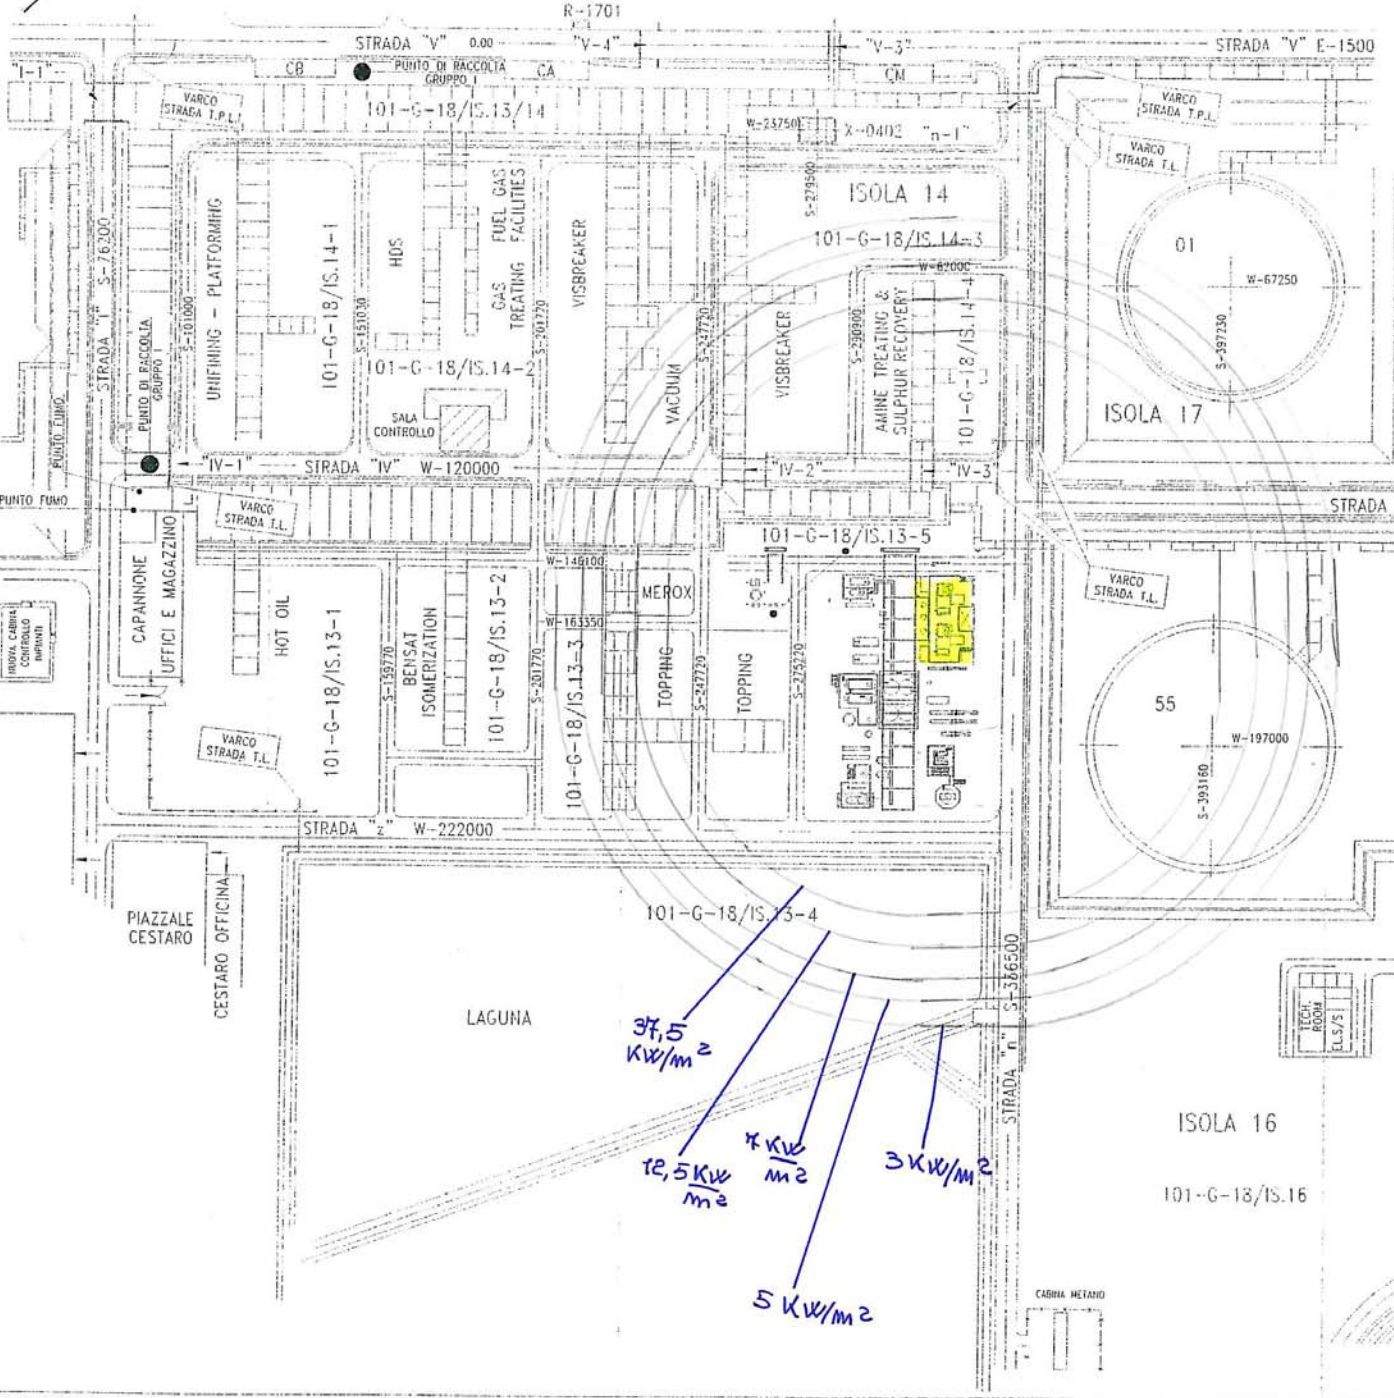 R-1701
STRADA "V" 0.00
"V-4"
"V-3"
STRADA "V" E-1500
"I-1"
CB
PUNTO DI RACCOLTA
GRUPPO I
CA
CM
VARCO
STRADA T.P.L.
101-G-18/IS.13/14
W-23750
X-0402 "n-1"
VARCO
STRADA T.P.L.
VARCO
STRADA T.L.
STRADA "I" S-76200
S-101000
UNIFINING - PLATFORMING
101-G-18/IS.14-1
S-151030
HDS
GAS FUEL GAS
TREATING FACILITIES
S-201770
VISBREAKER
S-247720
S-279500
ISOLA 14
101-G-18/IS.14-3
W-62000
01
W-67250
S-397230
VISBREAKER
S-290900
AMINE TREATING &
SULPHUR RECOVERY
101-G-18/IS.14-4
101-G-18/IS.14-2
VACUUM
SALA
CONTROLLO
ISOLA 17
PUNTO DI RACCOLTA
GRUPPO I
PUNTO FUMO
"IV-1"
STRADA "IV" W-120000
"IV-2"
"IV-3"
PUNTO FUMO
VARCO
STRADA T.L.
STRADA
101-G-18/IS.13-5
CAPANNONE
UFFICI E MAGAZZINO
W-146100
MEROX
VARCO
STRADA T.L.
NUOVA CABINA
CONTROLLO
IMPIANTI
HOT OIL
101-G-18/IS.13-1
S-159770
BENSAT
ISOMERIZATION
101-G-18/IS.13-2
S-201770
W-163350
101-G-18/IS.13-3
TOPPING
S-247720
TOPPING
S-275220
55
W-197000
S-393160
VARCO
STRADA T.L.
STRADA "z" W-222000
PIAZZALE
CESTARO
CESTARO OFFICINA
101-G-18/IS.13-4
LAGUNA
STRADA "n" S-336500
TECH.
ROOM
EL.S/S
37,5
KW/m²
12,5 KW
m²
7 KW
m²
3 KW/m²
5 KW/m²
ISOLA 16
101-G-18/IS.16
CABINA METANO